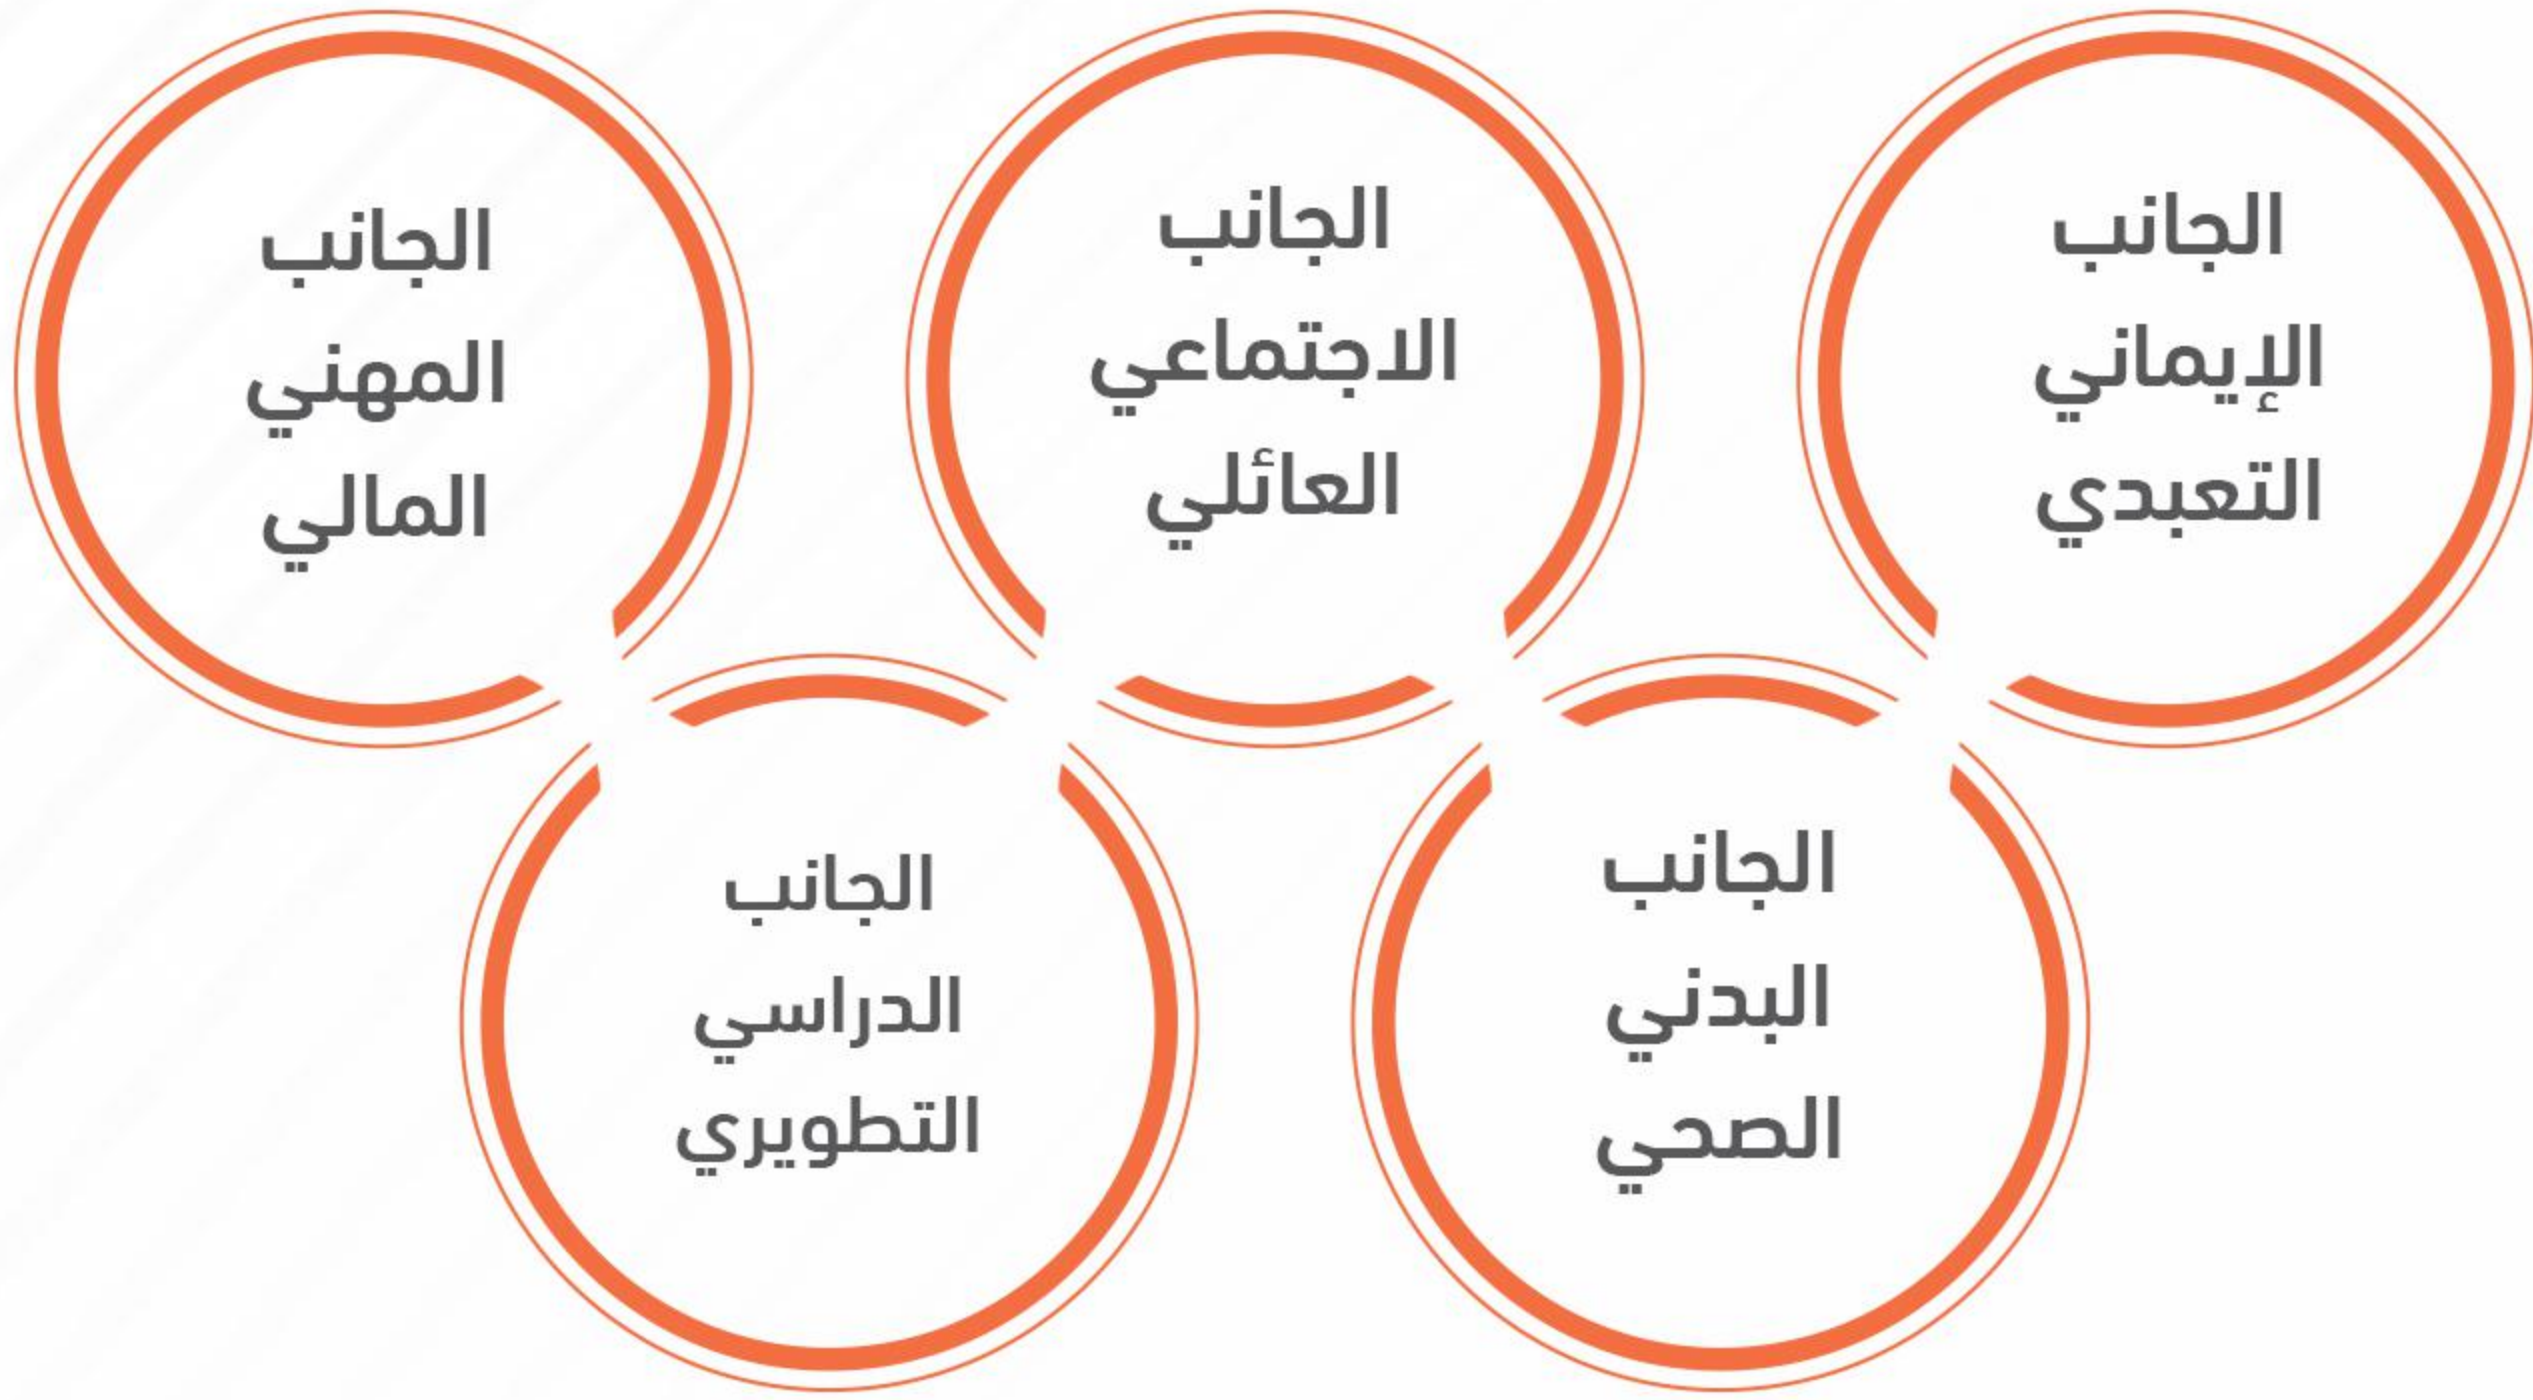 الجانب
الإيماني
التعبدي
الجانب
الاجتماعي
العائلي
الجانب
المهني
المالي
الجانب
البدني
الصحي
الجانب
الدراسي
التطويري